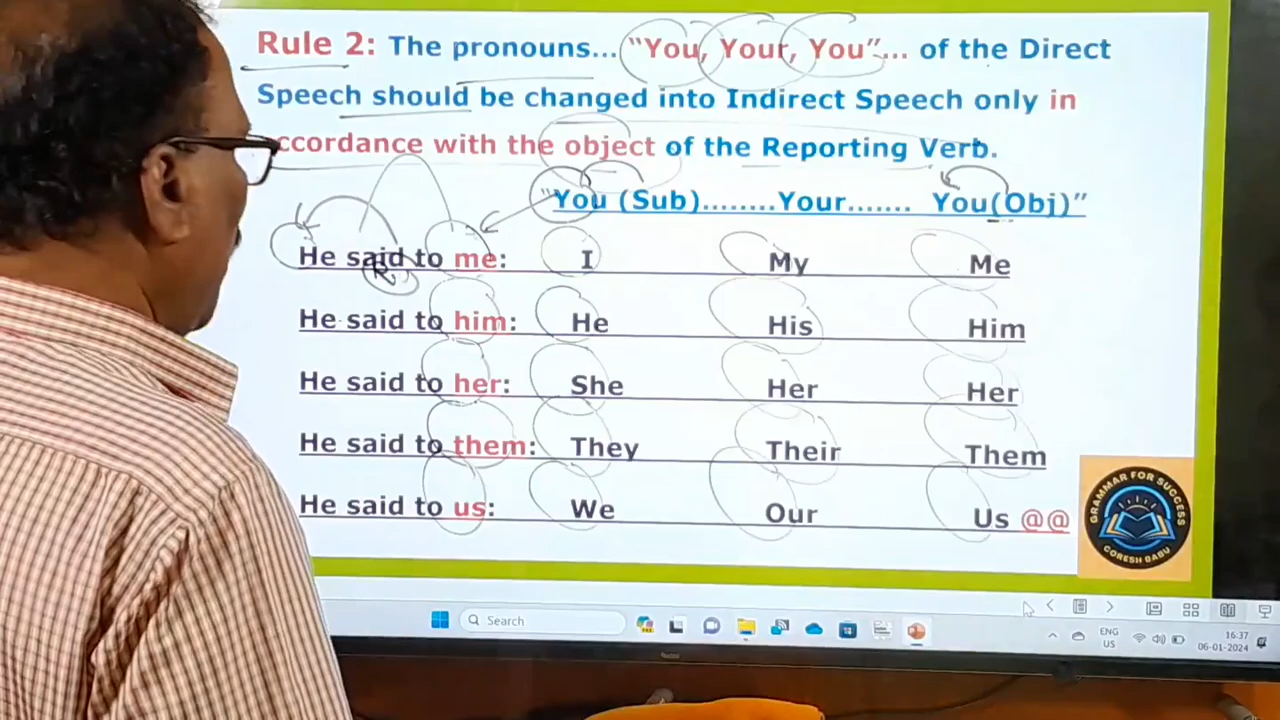 Rule 2: The pronouns... "You, Your, You"... of the Direct
Speech should be changed into Indirect Speech only in
ccordance with the object of the Reporting Verb.
"You (Sub)........Your....... You(Obj)"
He said to me: I My Me
He said to him: He His Him
He said to her: She Her Her
He said to them: They Their Them
He said to us: We Our Us @@
GRAMMAR FOR SUCCESS
CORESH BABU
Search
ENG
US
16:37
06-01-2024